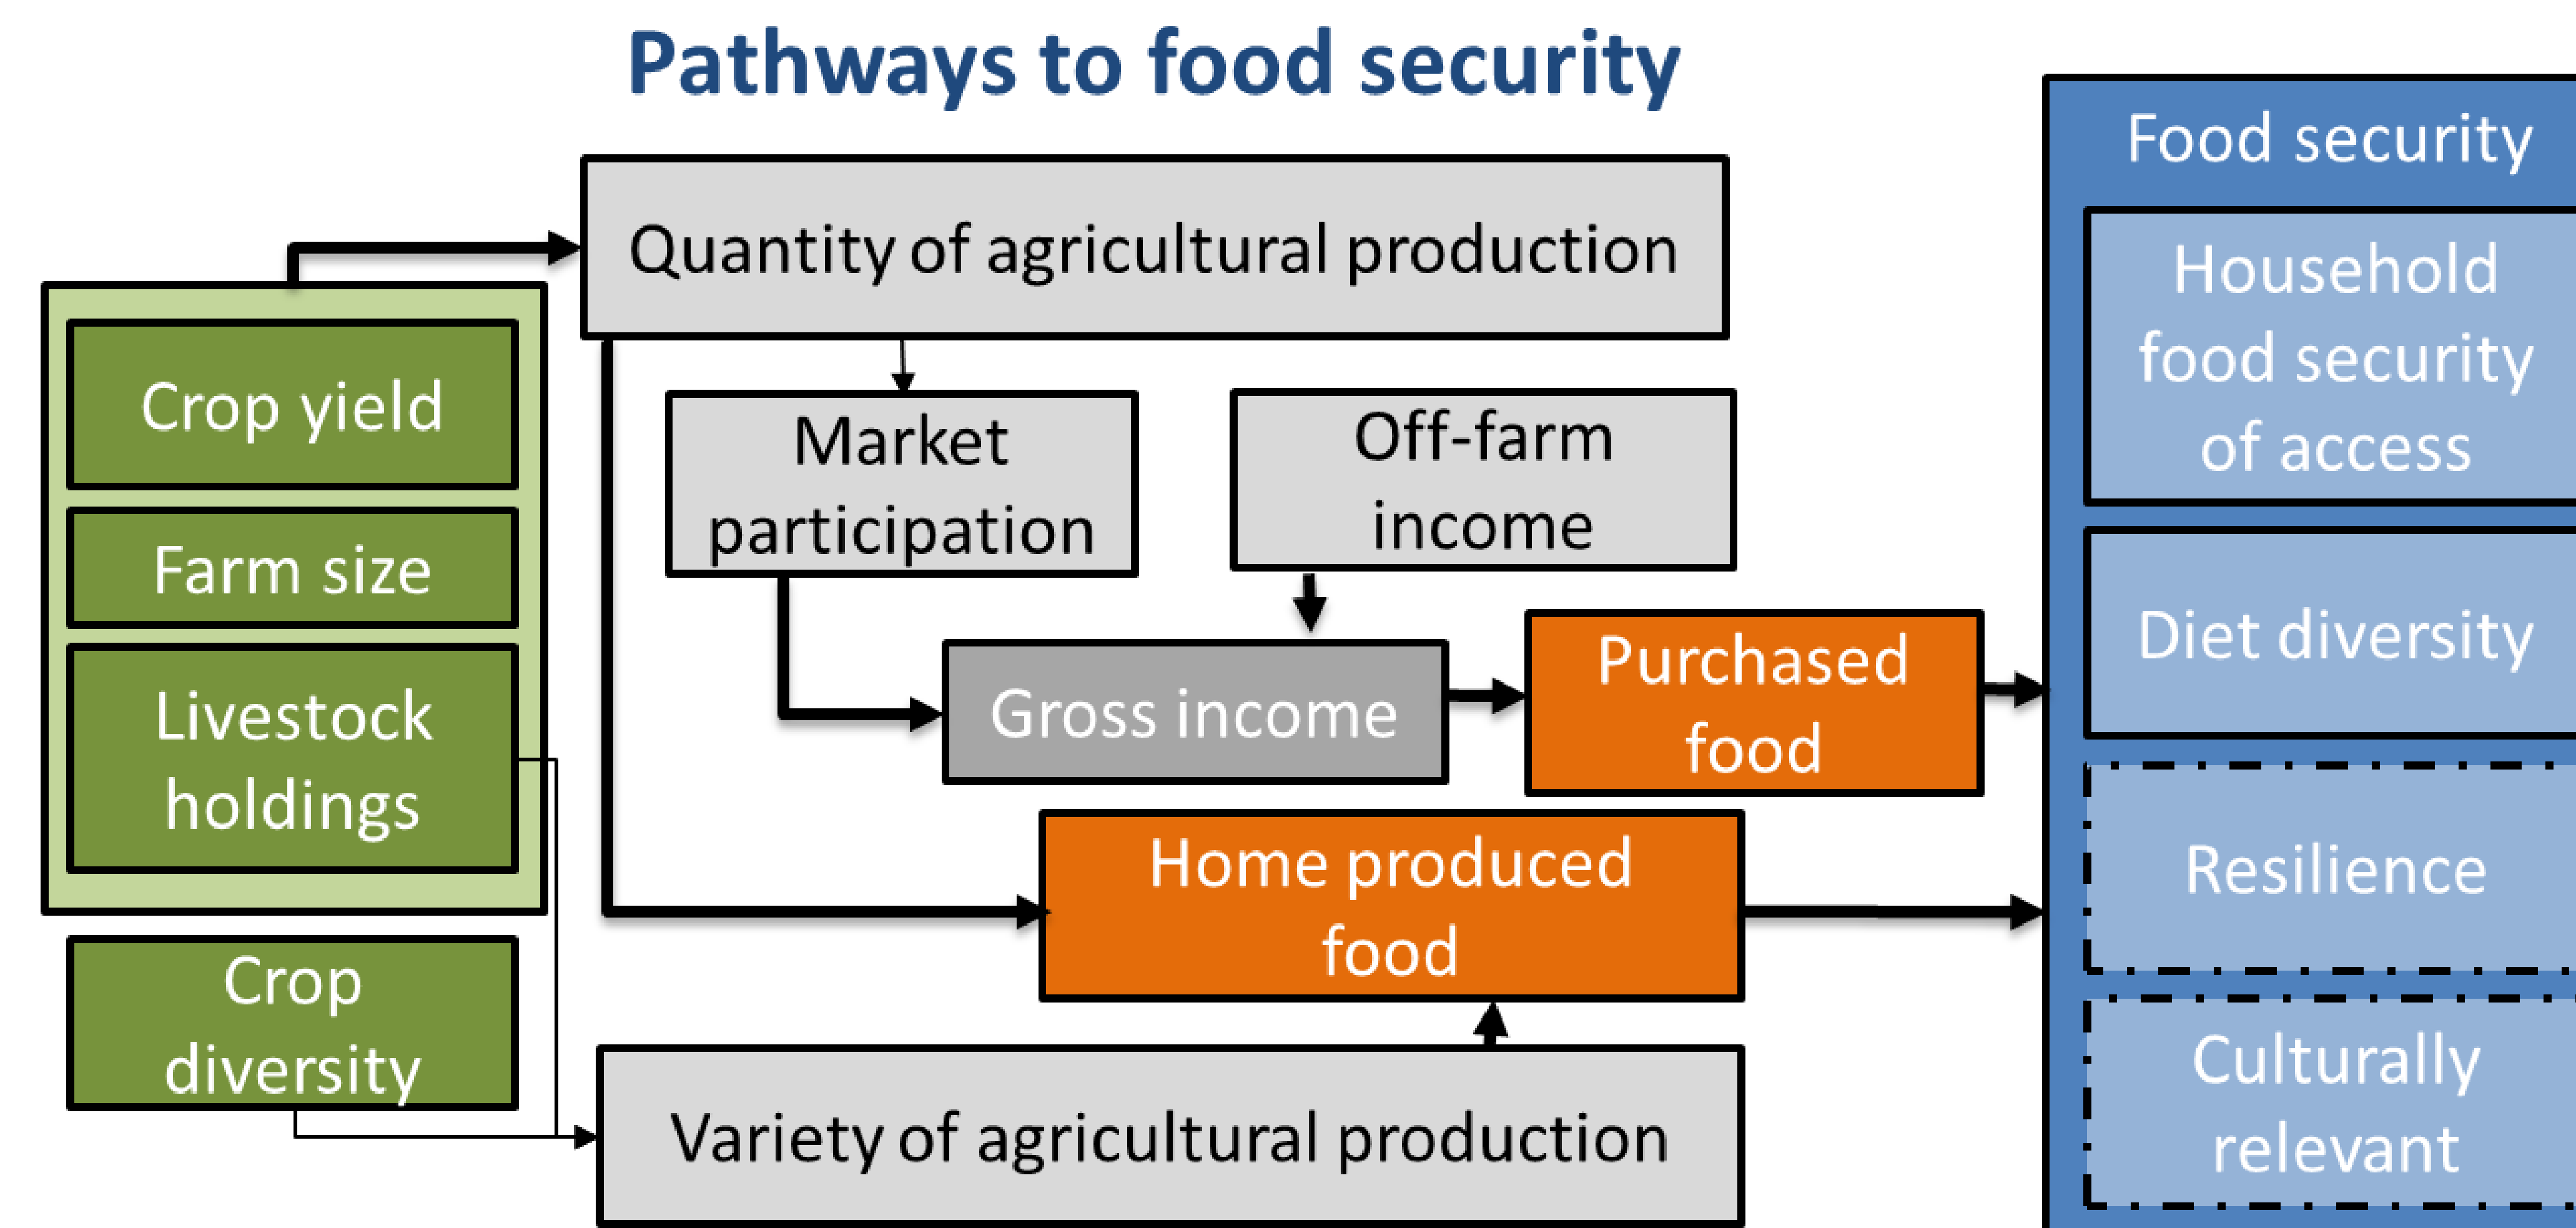 Pathways to food security
Quantity of agricultural production
Crop yield
Farm size
Livestock
holdings
Crop
diversity
Market
participation
Off-farm
income
Gross income
Purchased
food
Home produced
food
Variety of agricultural production
Food security
Household
food security
of access
Diet diversity
Resilience
Culturally
relevant